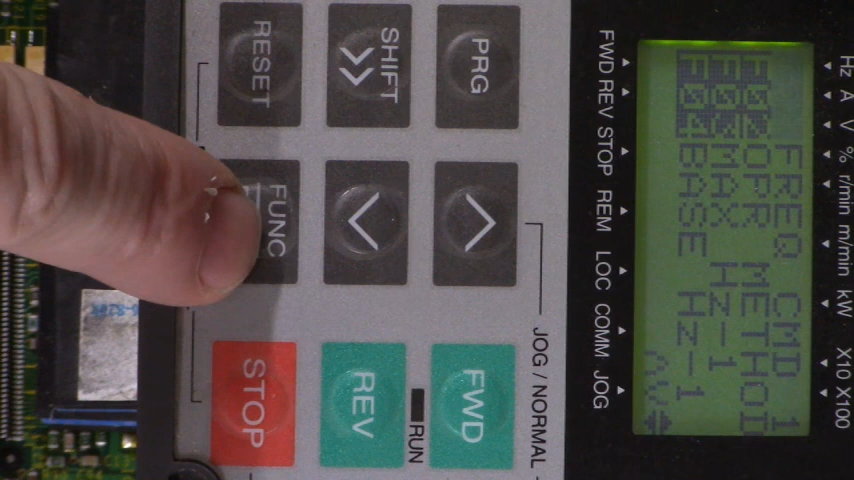 Hz A V % r/min m/min kW X10 X100
FREQ CMD 1
OPR METHOD
MAX Hz-1
BASE Hz-1
FWD REV STOP REM LOC COMM JOG
JOG / NORMAL
PRG FWD
RUN
SHIFT REV
RESET FUNC STOP